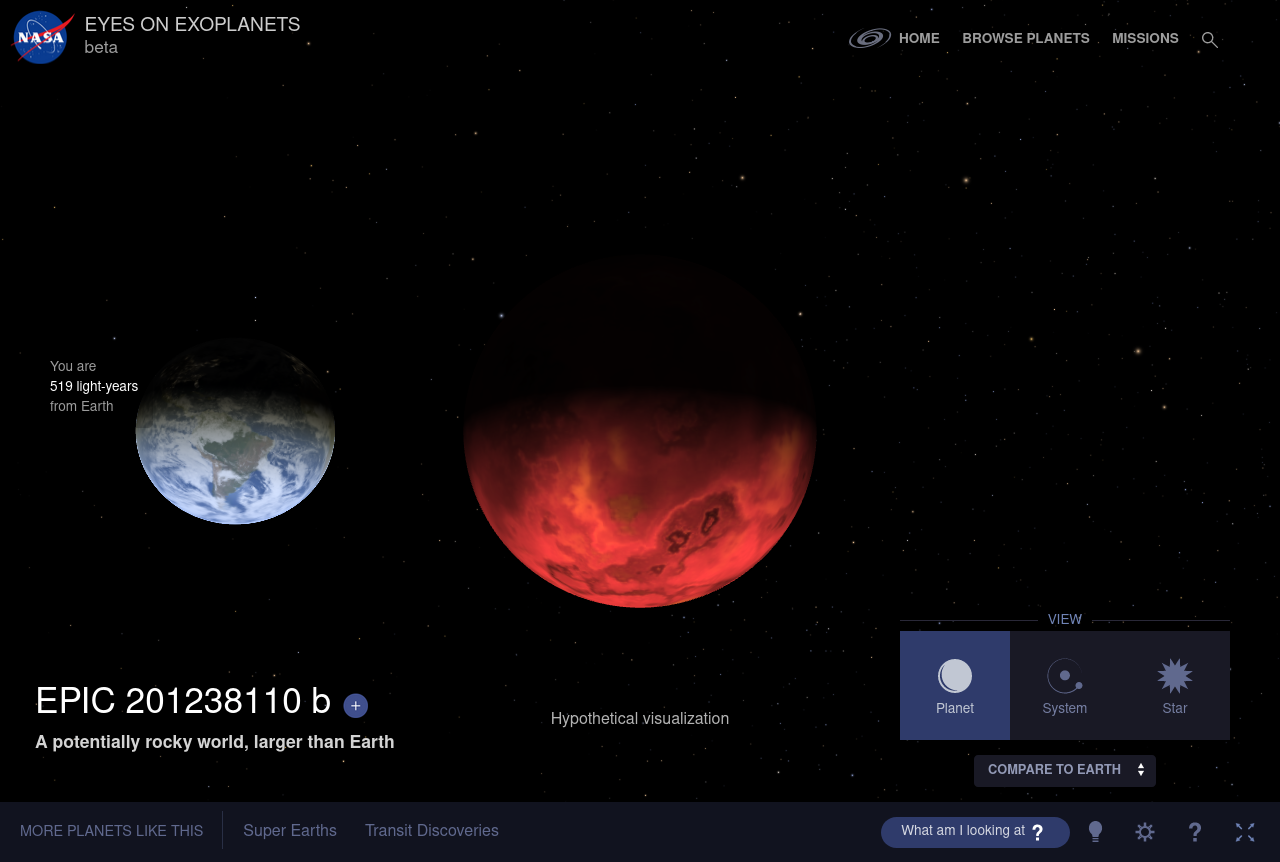 NASA
EYES ON EXOPLANETS
beta
HOME
BROWSE PLANETS
MISSIONS
You are
519 light-years
from Earth
EPIC 201238110 b +
A potentially rocky world, larger than Earth
Hypothetical visualization
VIEW
Planet
System
Star
COMPARE TO EARTH
MORE PLANETS LIKE THIS
Super Earths
Transit Discoveries
What am I looking at ?
?